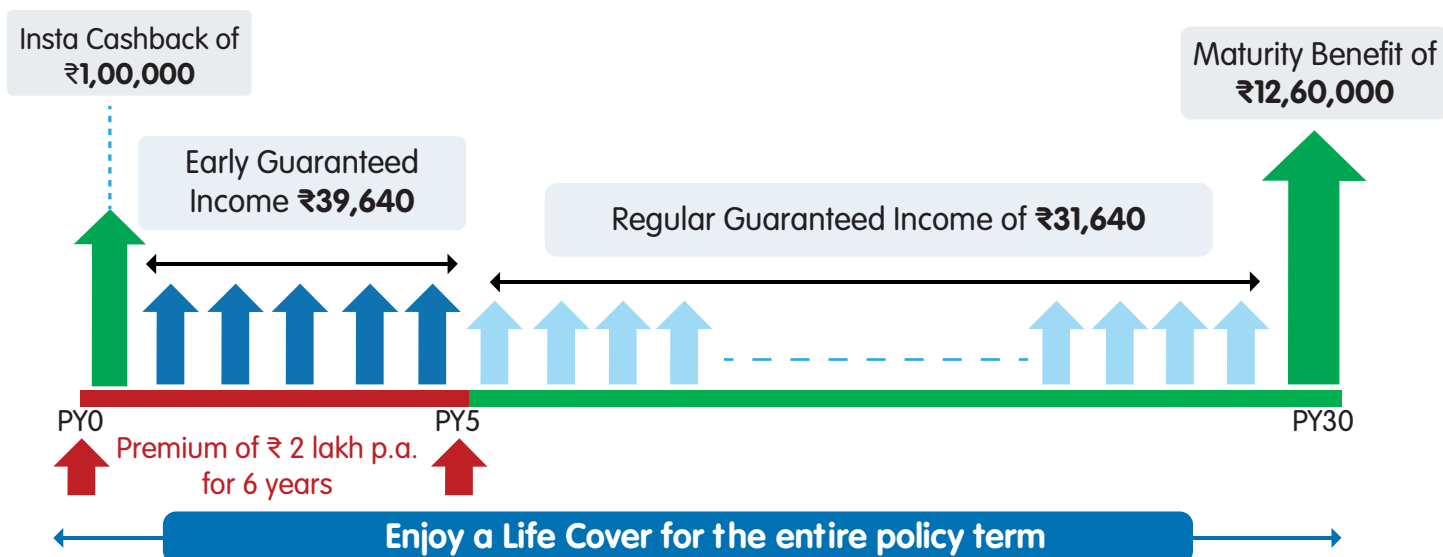 Insta Cashback of
₹1,00,000
Maturity Benefit of
₹12,60,000
Early Guaranteed
Income ₹39,640
Regular Guaranteed Income of ₹31,640
PY0
PY5
PY30
Premium of ₹ 2 lakh p.a.
for 6 years
Enjoy a Life Cover for the entire policy term